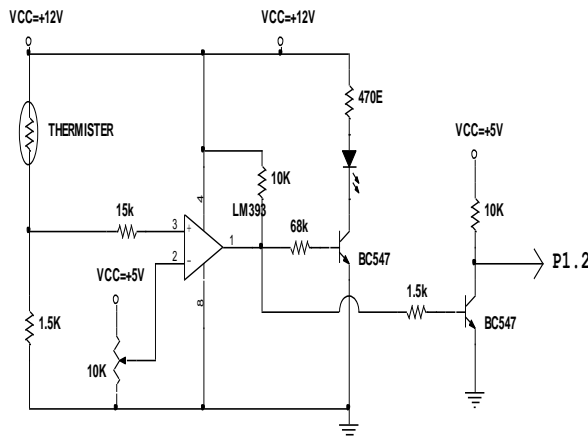 VCC=+12V
VCC=+12V
470E
THERMISTER
VCC=+5V
10K
LM393
4
15k
3
+
1
68k
10K
2
-
BC547
P1.2
VCC=+5V
8
1.5k
BC547
1.5K
10K